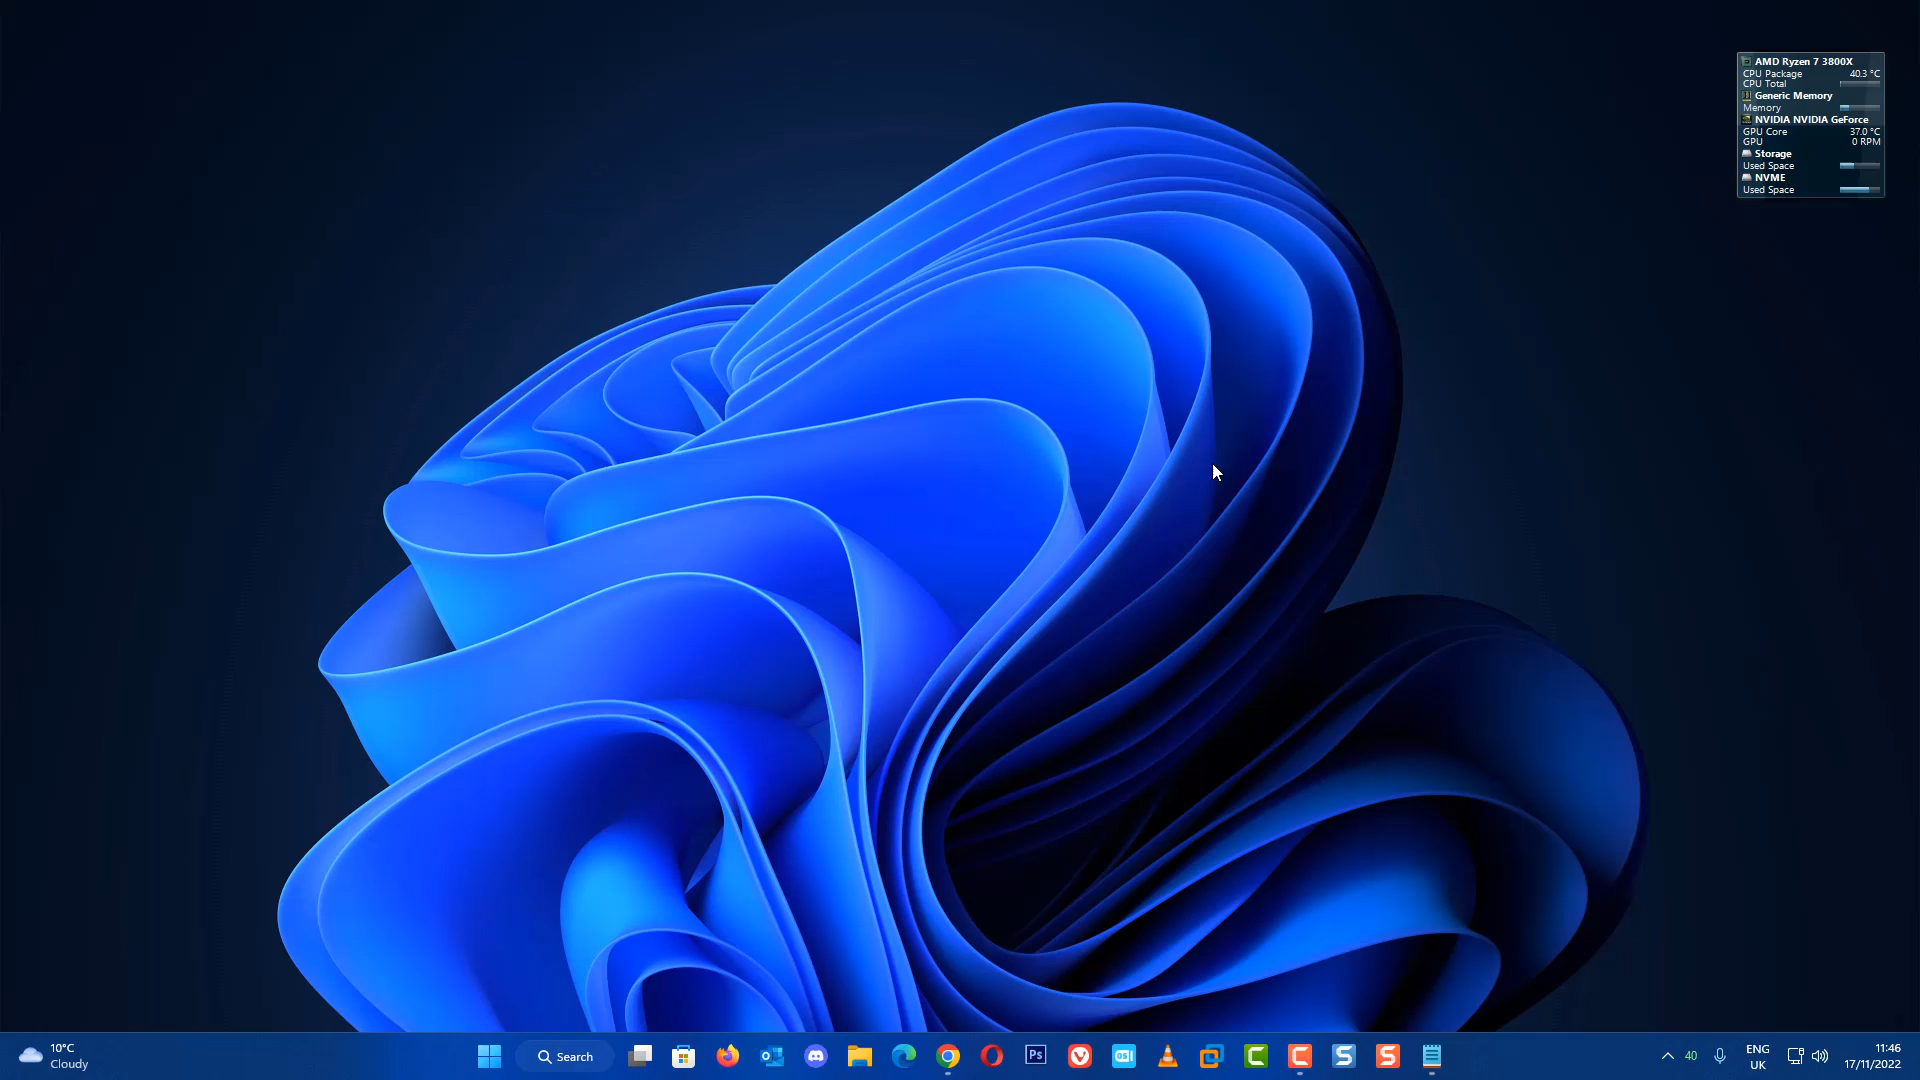 AMD Ryzen 7 3800X
CPU Package 40.3 °C
CPU Total
Generic Memory
Memory
NVIDIA NVIDIA GeForce
GPU Core 37.0 °C
GPU 0 RPM
Storage
Used Space
NVME
Used Space
10°C
Cloudy
Search
Ps
OSI
C
C
S
S
40
ENG
UK
11:46
17/11/2022